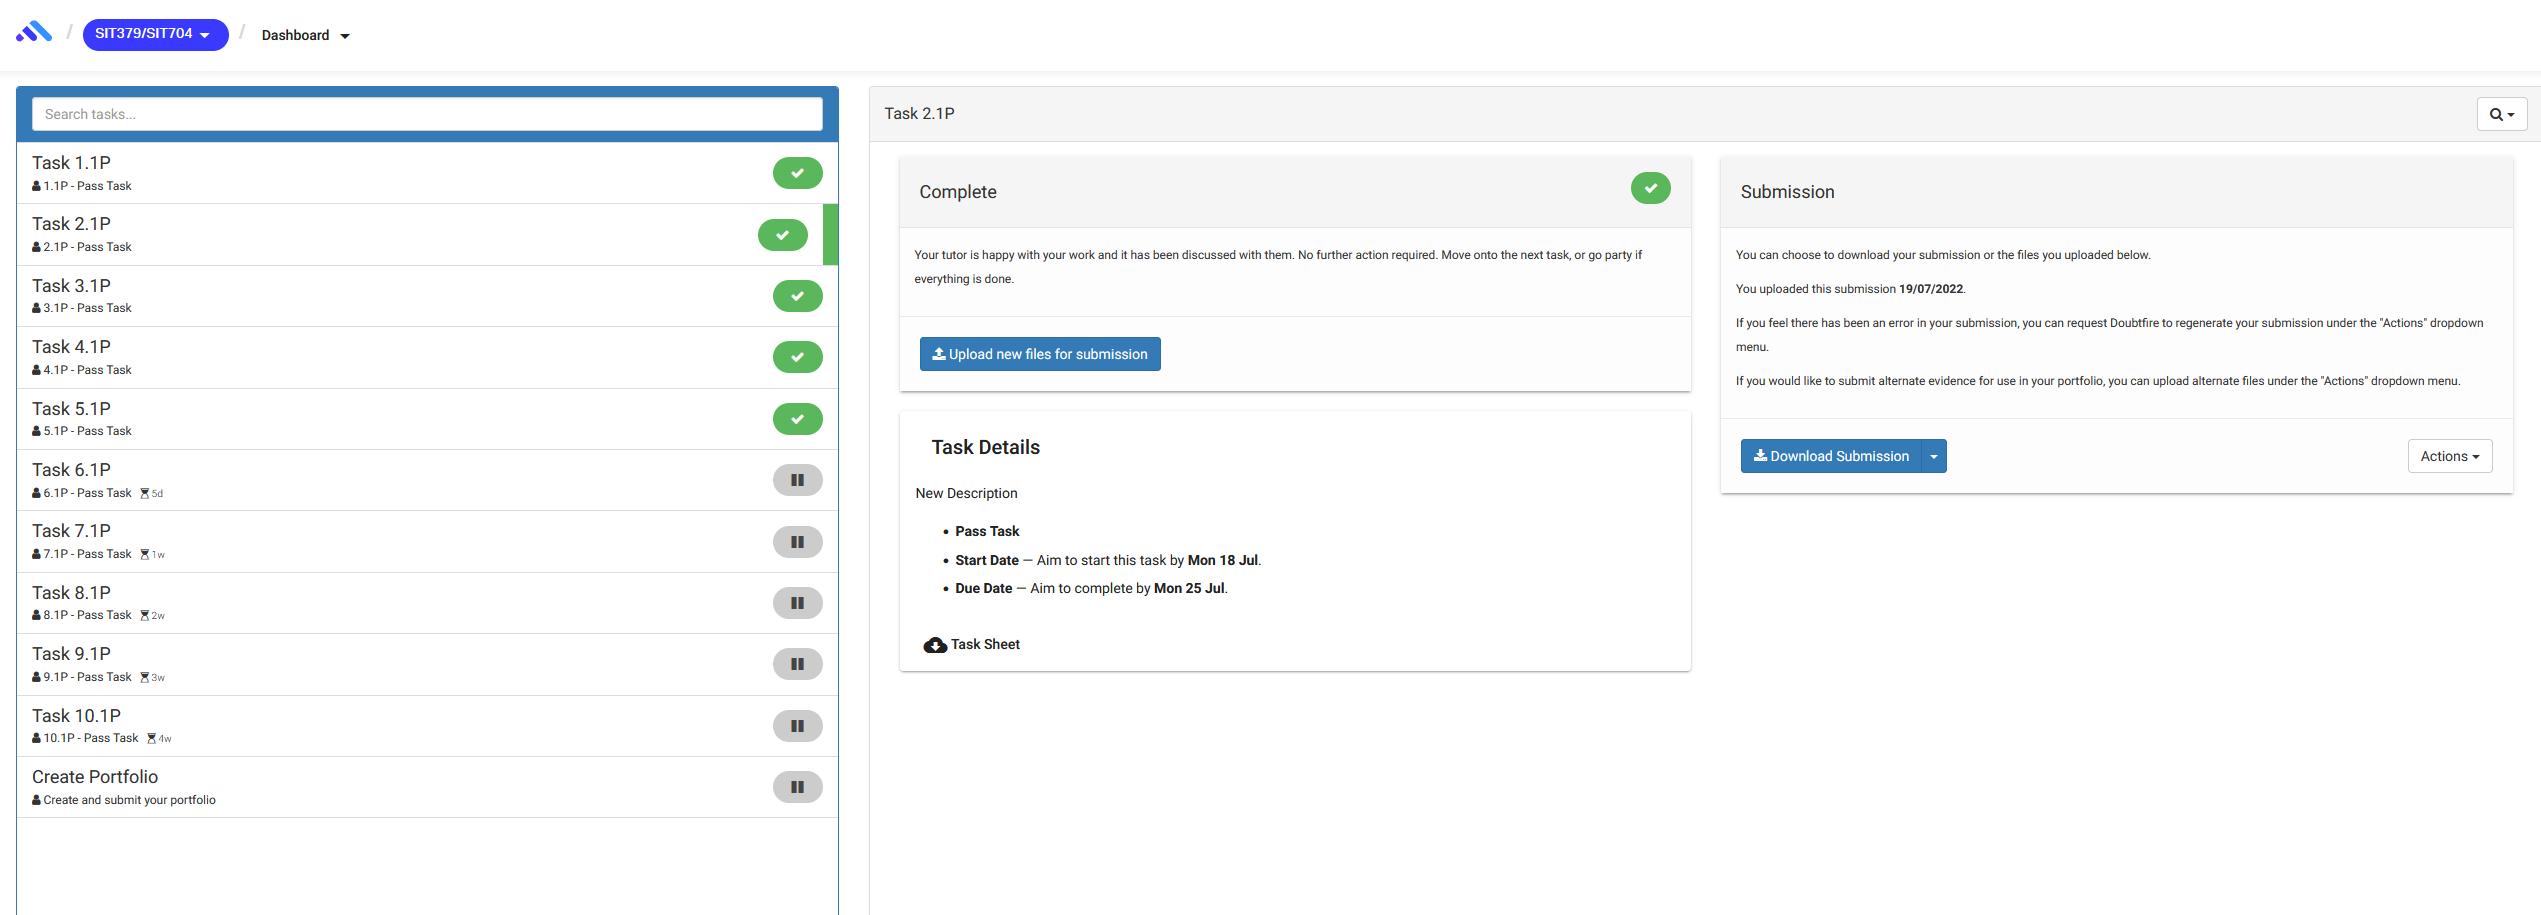 / SIT379/SIT704 / Dashboard
Search tasks...
Task 1.1P
1.1P - Pass Task
Task 2.1P
2.1P - Pass Task
Task 3.1P
3.1P - Pass Task
Task 4.1P
4.1P - Pass Task
Task 5.1P
5.1P - Pass Task
Task 6.1P
6.1P - Pass Task 5d
Task 7.1P
7.1P - Pass Task 1w
Task 8.1P
8.1P - Pass Task 2w
Task 9.1P
9.1P - Pass Task 3w
Task 10.1P
10.1P - Pass Task 4w
Create Portfolio
Create and submit your portfolio
Task 2.1P
Complete
Your tutor is happy with your work and it has been discussed with them. No further action required. Move onto the next task, or go party if
everything is done.
Upload new files for submission
Task Details
New Description
• Pass Task
• Start Date — Aim to start this task by Mon 18 Jul.
• Due Date — Aim to complete by Mon 25 Jul.
Task Sheet
Submission
You can choose to download your submission or the files you uploaded below.
You uploaded this submission 19/07/2022.
If you feel there has been an error in your submission, you can request Doubtfire to regenerate your submission under the "Actions" dropdown
menu.
If you would like to submit alternate evidence for use in your portfolio, you can upload alternate files under the "Actions" dropdown menu.
Download Submission
Actions